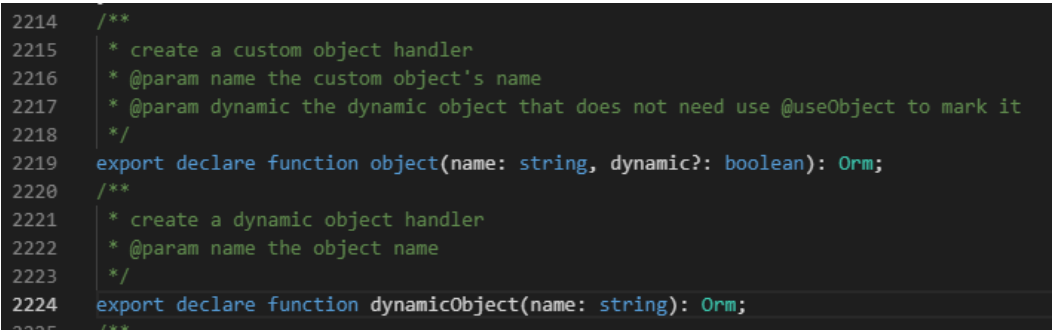 2214 /**
2215 * create a custom object handler
2216 * @param name the custom object's name
2217 * @param dynamic the dynamic object that does not need use @useObject to mark it
2218 */
2219 export declare function object(name: string, dynamic?: boolean): Orm;
2220 /**
2221 * create a dynamic object handler
2222 * @param name the object name
2223 */
2224 export declare function dynamicObject(name: string): Orm;
2225 /**